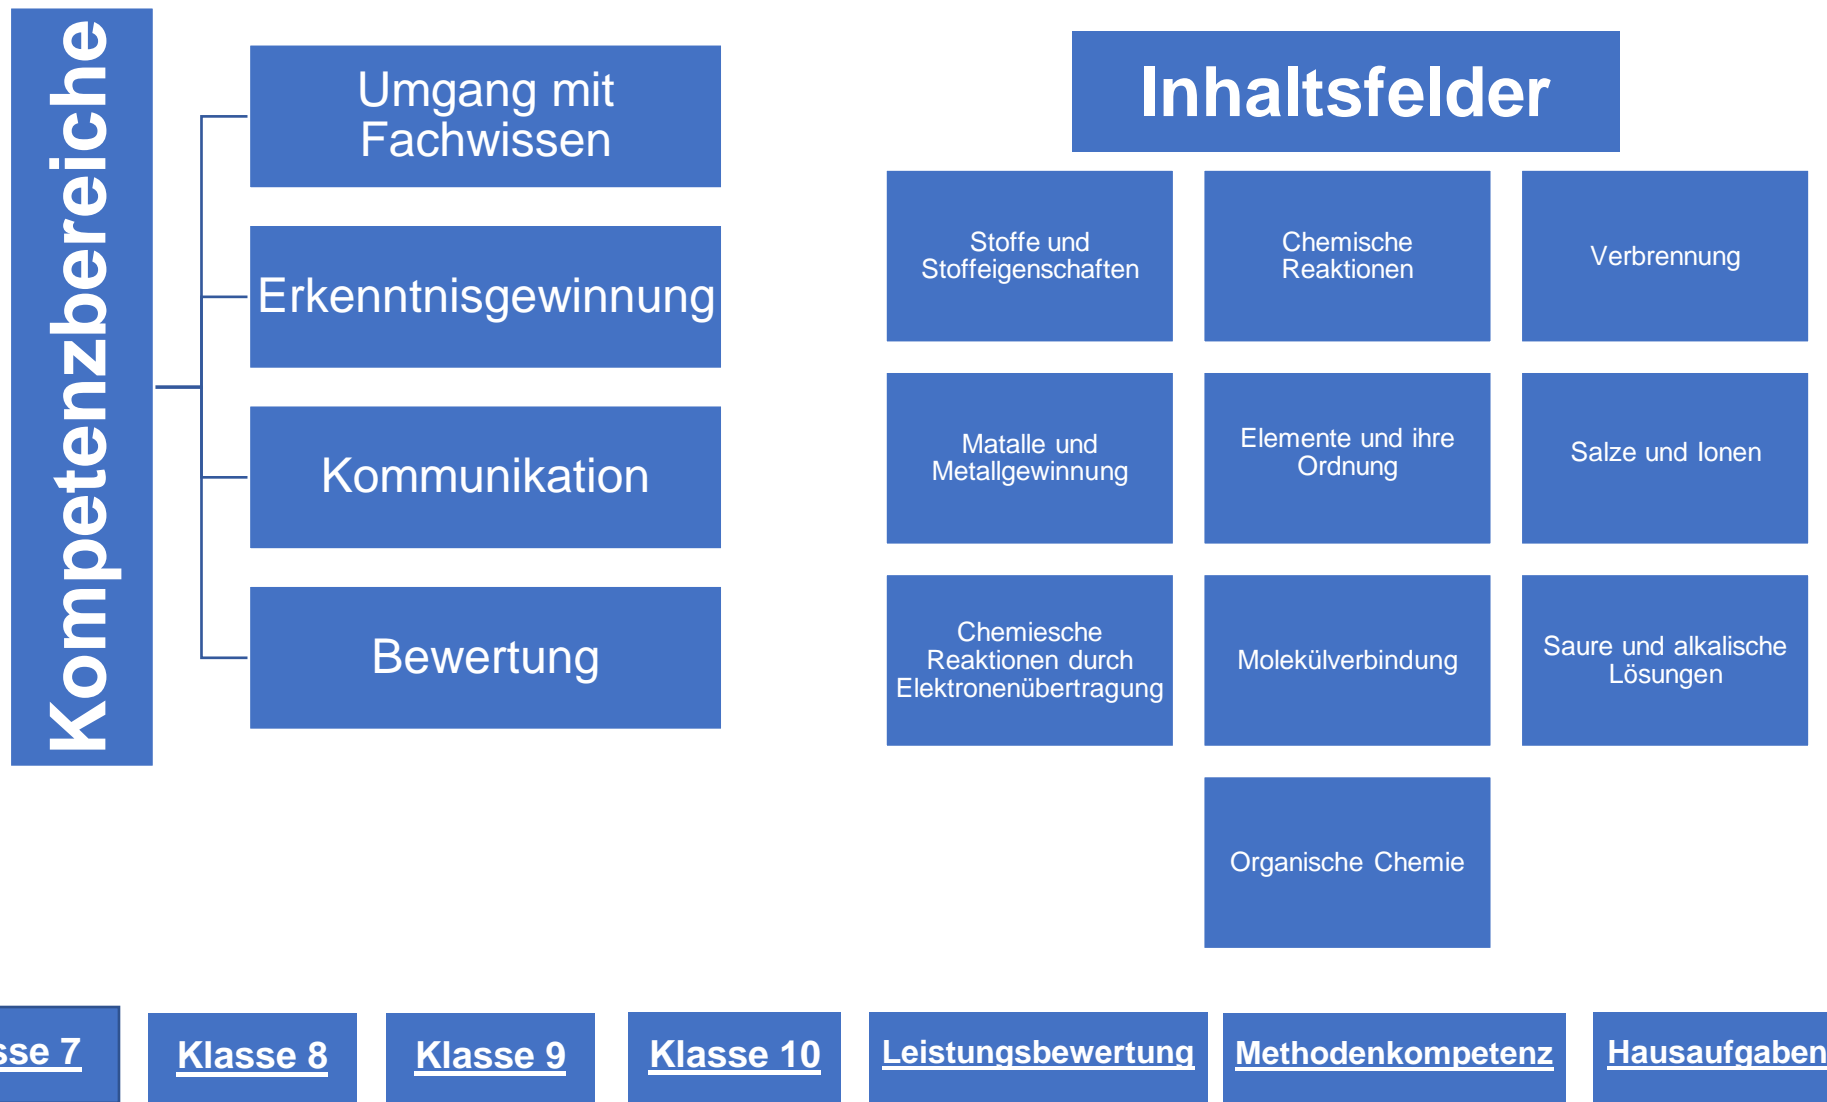 Kompetenzbereiche
Umgang mit
Fachwissen
Erkenntnisgewinnung
Kommunikation
Bewertung
Inhaltsfelder
Stoffe und
Stoffeigenschaften
Chemische
Reaktionen
Verbrennung
Matalle und
Metallgewinnung
Elemente und ihre
Ordnung
Salze und Ionen
Chemiesche
Reaktionen durch
Elektronenübertragung
Molekülverbindung
Saure und alkalische
Lösungen
Organische Chemie
sse 7
Klasse 8
Klasse 9
Klasse 10
Leistungsbewertung
Methodenkompetenz
Hausaufgaben